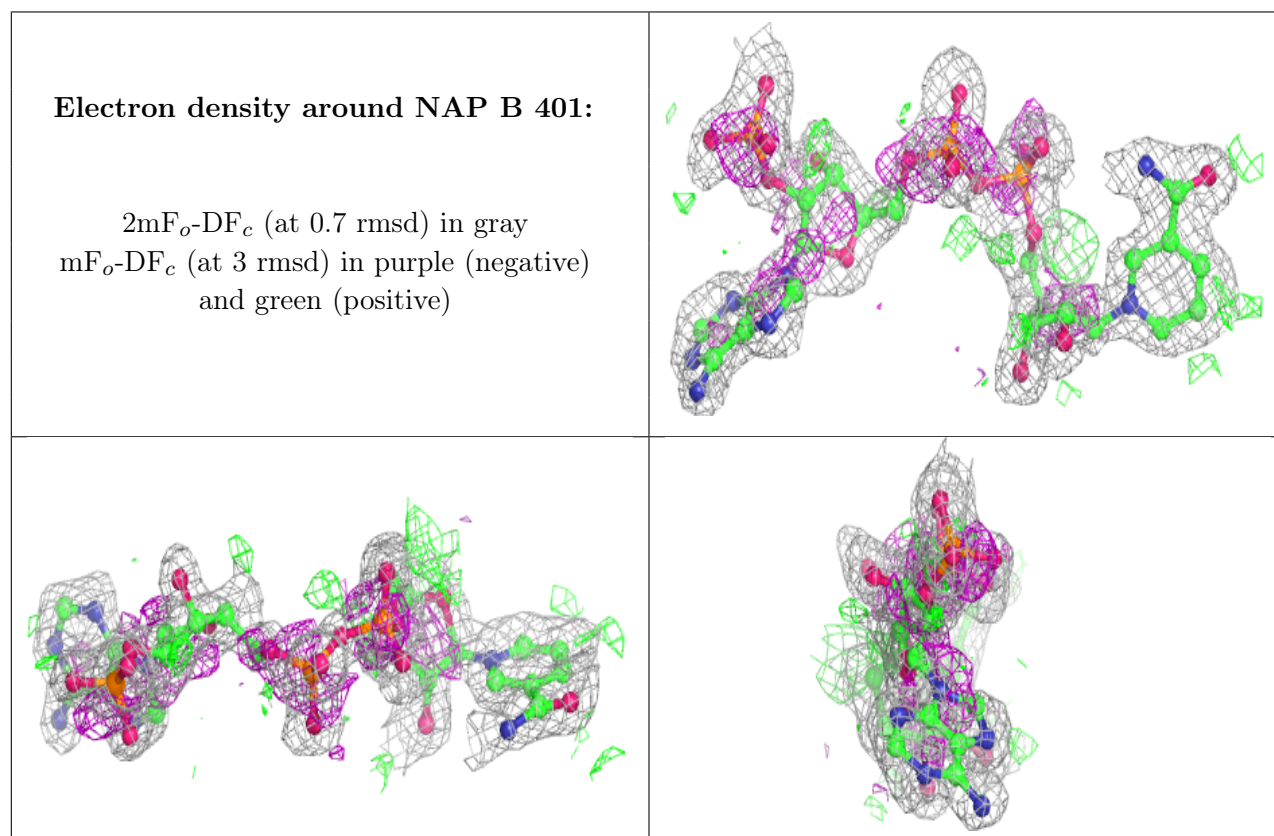 Electron density around NAP B 401:
2mFo-DFc (at 0.7 rmsd) in gray
mFo-DFc (at 3 rmsd) in purple (negative)
and green (positive)